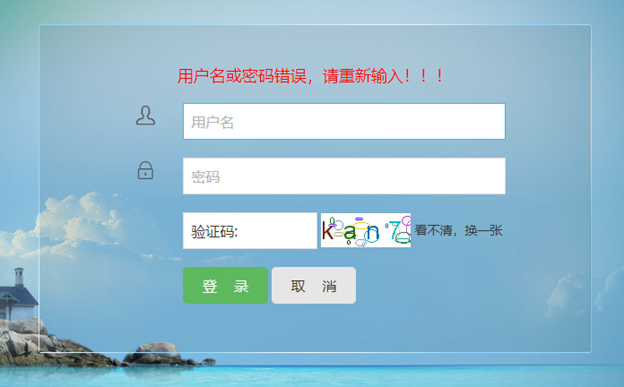 用户名或密码错误，请重新输入！！！
用户名
密码
验证码: kan7 看不清，换一张
登 录 取 消